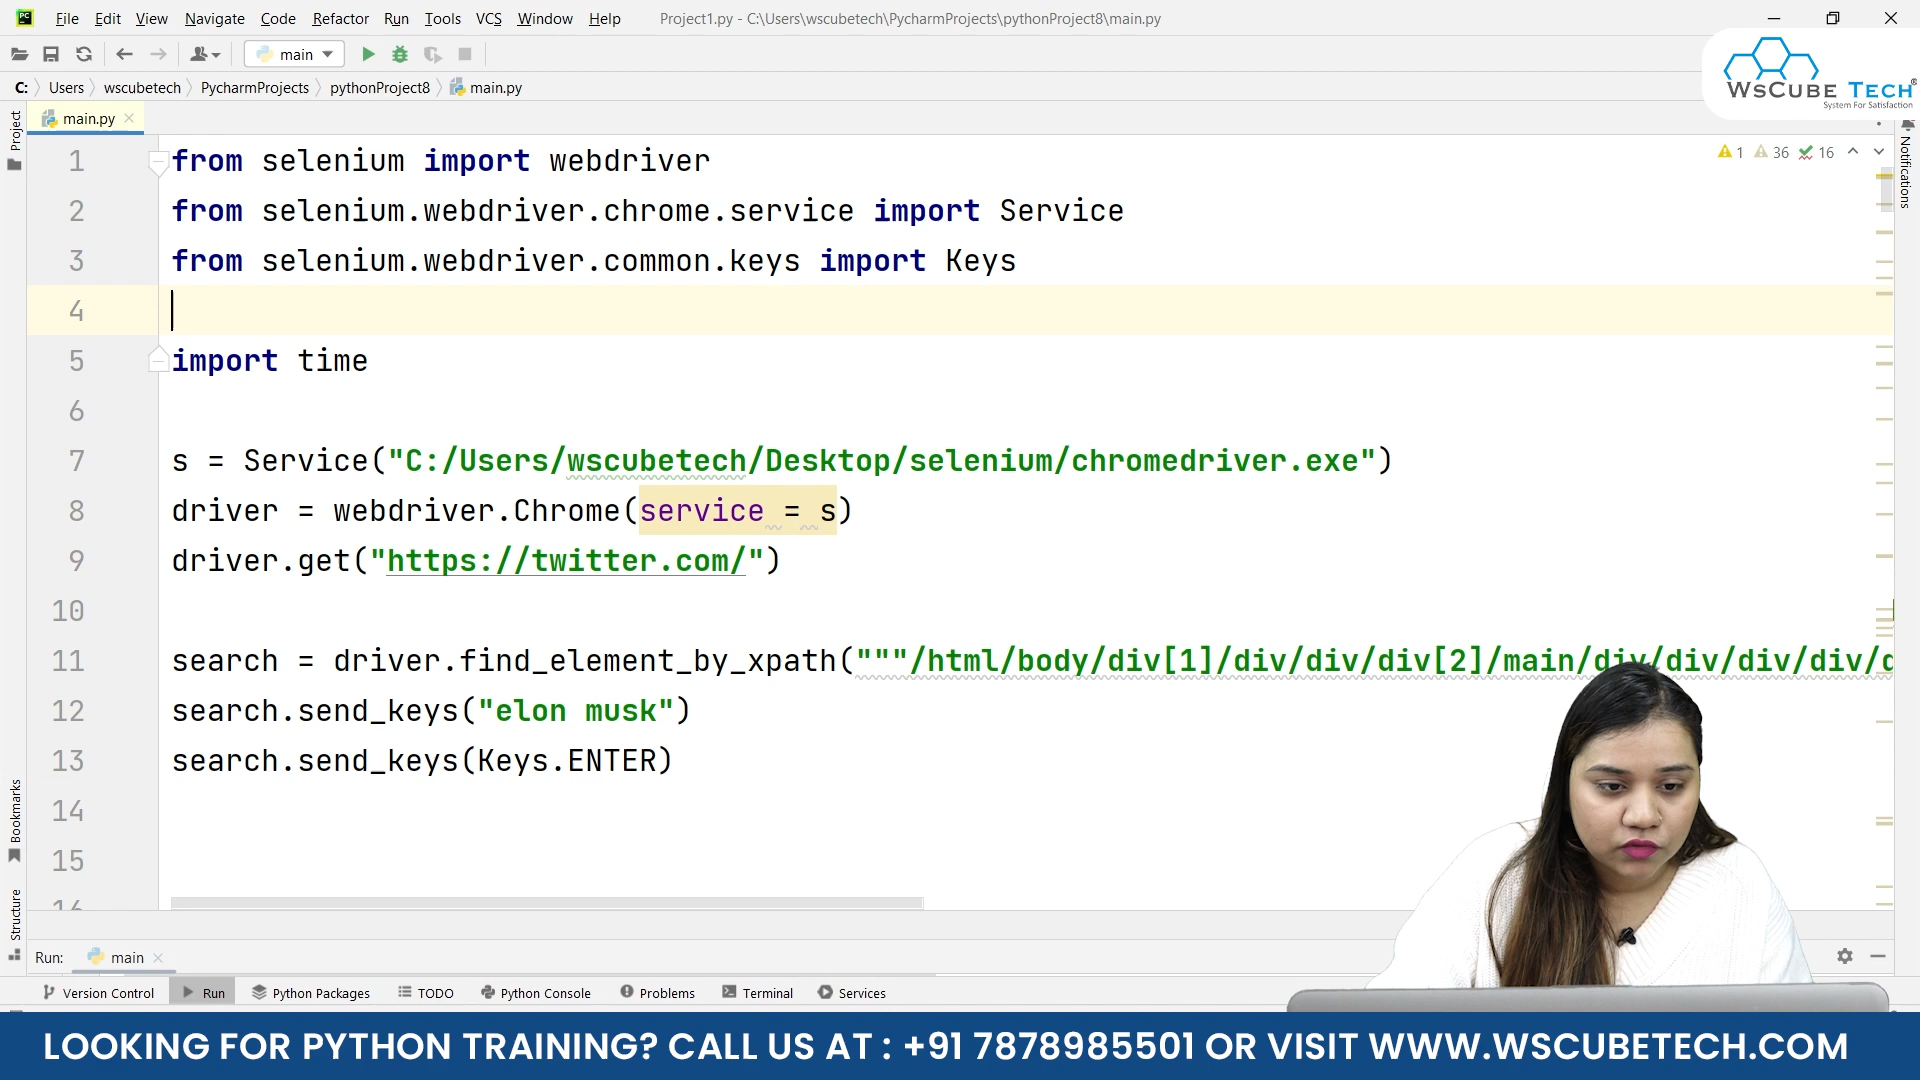 File Edit View Navigate Code Refactor Run Tools VCS Window Help Project1.py - C:\Users\wscubetech\PycharmProjects\pythonProject8\main.py
main
WsCube Tech®
System For Satisfaction
C: Users wscubetech PycharmProjects pythonProject8 main.py
Project
main.py
Notifications
1 36 16
1 from selenium import webdriver
2 from selenium.webdriver.chrome.service import Service
3 from selenium.webdriver.common.keys import Keys
4
5 import time
6
7 s = Service("C:/Users/wscubetech/Desktop/selenium/chromedriver.exe")
8 driver = webdriver.Chrome(service = s)
9 driver.get("https://twitter.com/")
10
11 search = driver.find_element_by_xpath("""/html/body/div[1]/div/div/div[2]/main/div/div/div/div/d
12 search.send_keys("elon musk")
13 search.send_keys(Keys.ENTER)
14
15
16
Bookmarks
Structure
Run: main
Version Control Run Python Packages TODO Python Console Problems Terminal Services
LOOKING FOR PYTHON TRAINING? CALL US AT : +91 7878985501 OR VISIT WWW.WSCUBETECH.COM